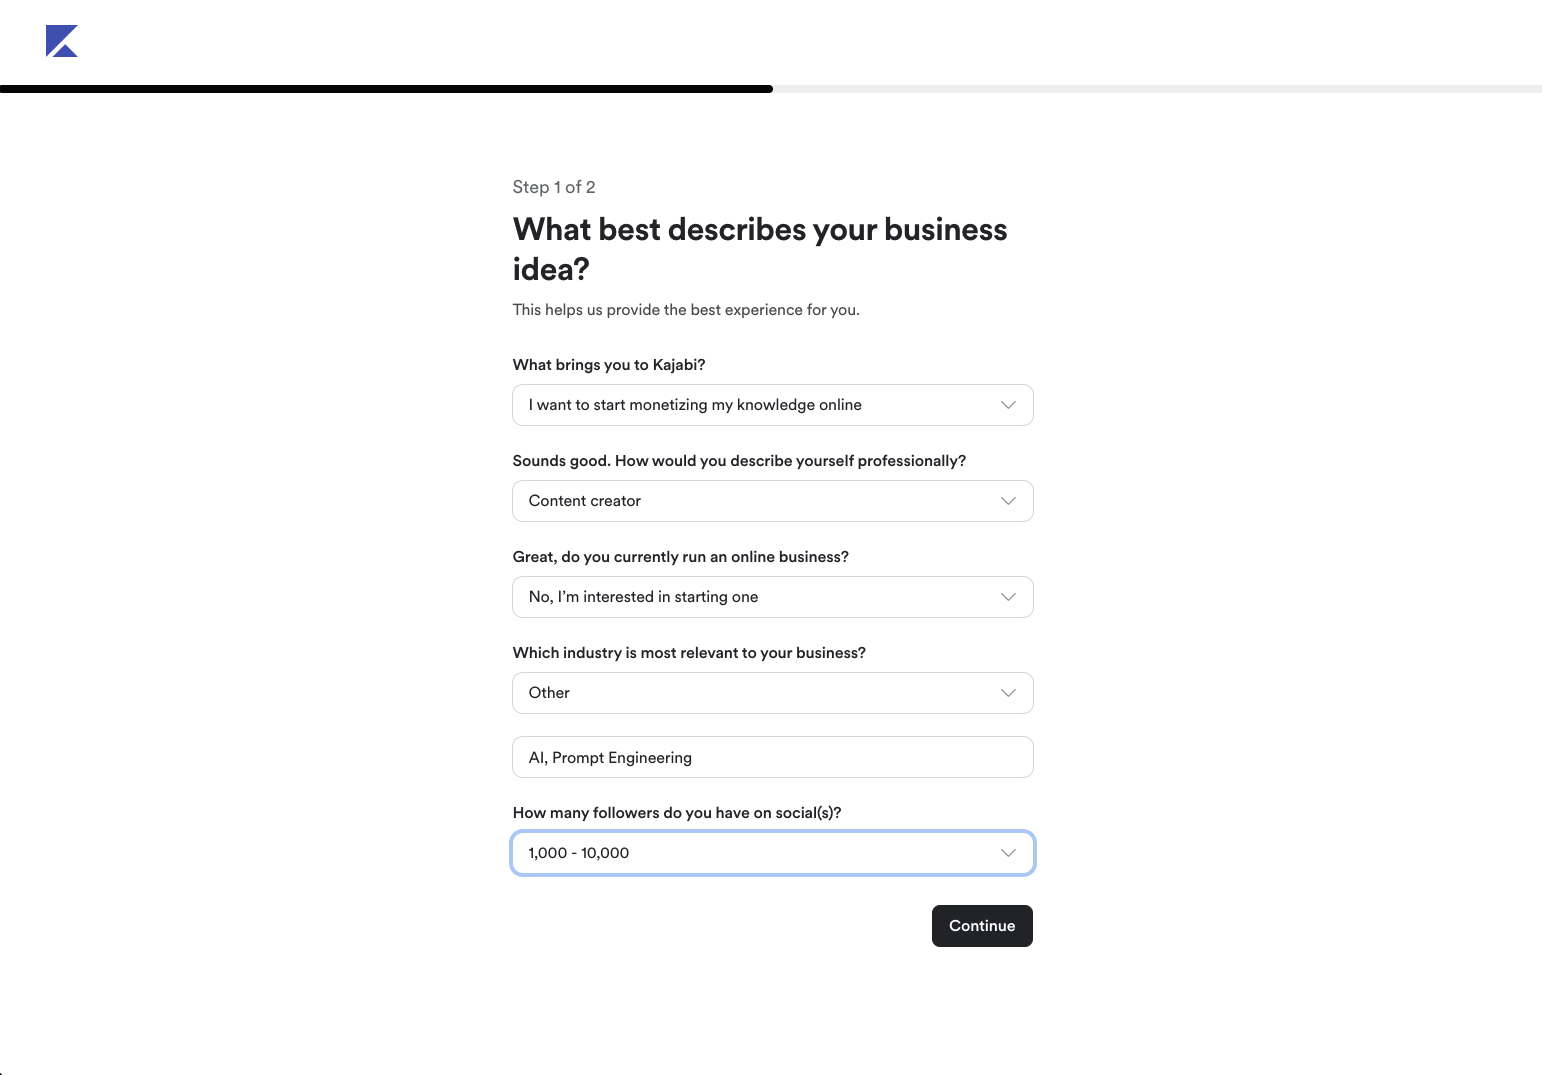 Step 1 of 2
What best describes your business
idea?
This helps us provide the best experience for you.
What brings you to Kajabi?
I want to start monetizing my knowledge online
Sounds good. How would you describe yourself professionally?
Content creator
Great, do you currently run an online business?
No, I’m interested in starting one
Which industry is most relevant to your business?
Other
AI, Prompt Engineering
How many followers do you have on social(s)?
1,000 - 10,000
Continue